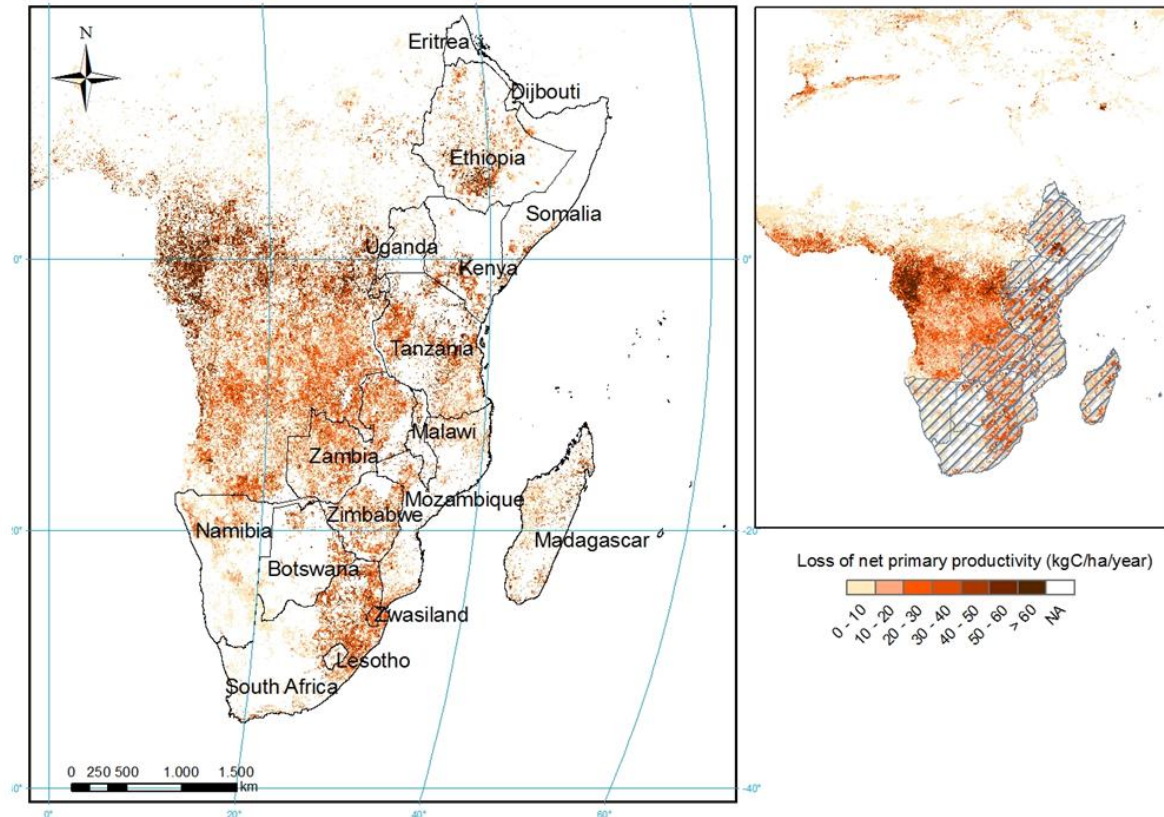 N
Eritrea
Djibouti
Ethiopia
Somalia
Uganda
Kenya
Tanzania
Malawi
Zambia
Mozambique
Zimbabwe
Namibia
Madagascar
Botswana
Zwasiland
Lesotho
South Africa
0 250 500 1.000 1.500
km
0°
0°
-20°
-40°
0° 20° 40° 60°
Loss of net primary productivity (kgC/ha/year)
0 - 10
10 - 20
20 - 30
30 - 40
40 - 50
50 - 60
> 60
NA